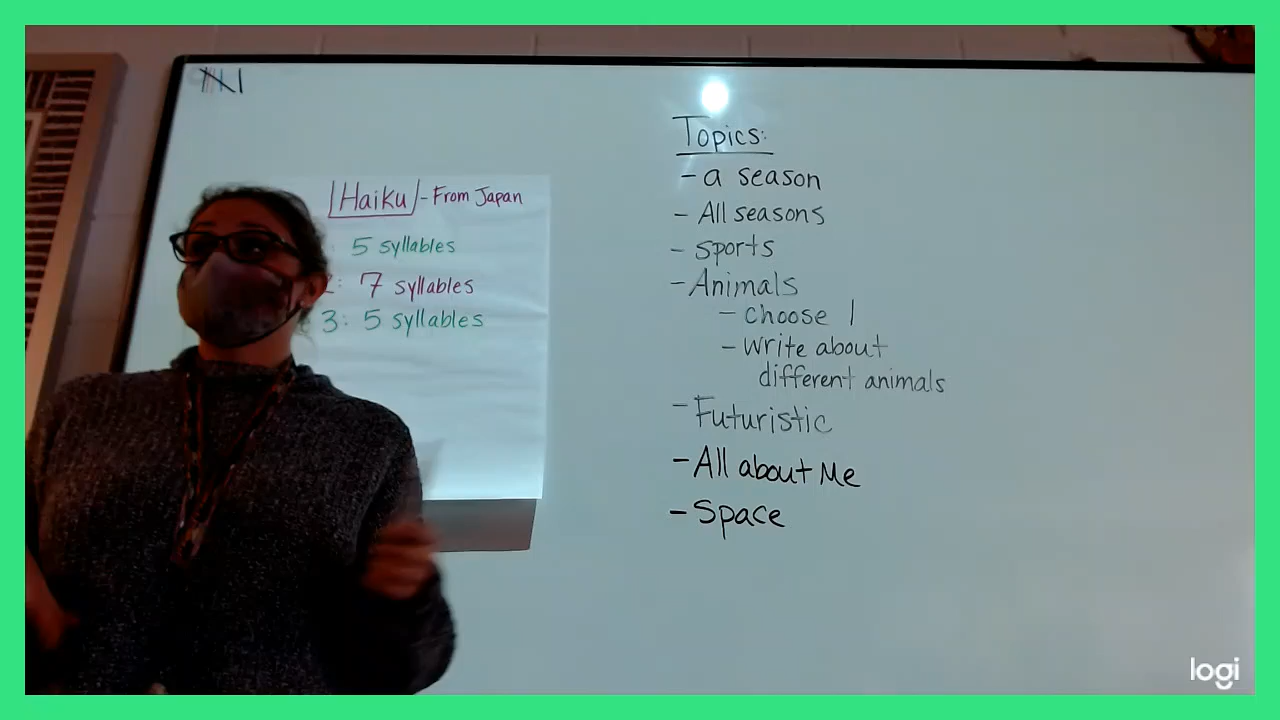 Haiku - From Japan
5 syllables
: 7 syllables
3: 5 syllables
Topics:
- a season
- All seasons
- sports
- Animals
- choose 1
- write about
different animals
- Futuristic
- All about Me
- Space
logi